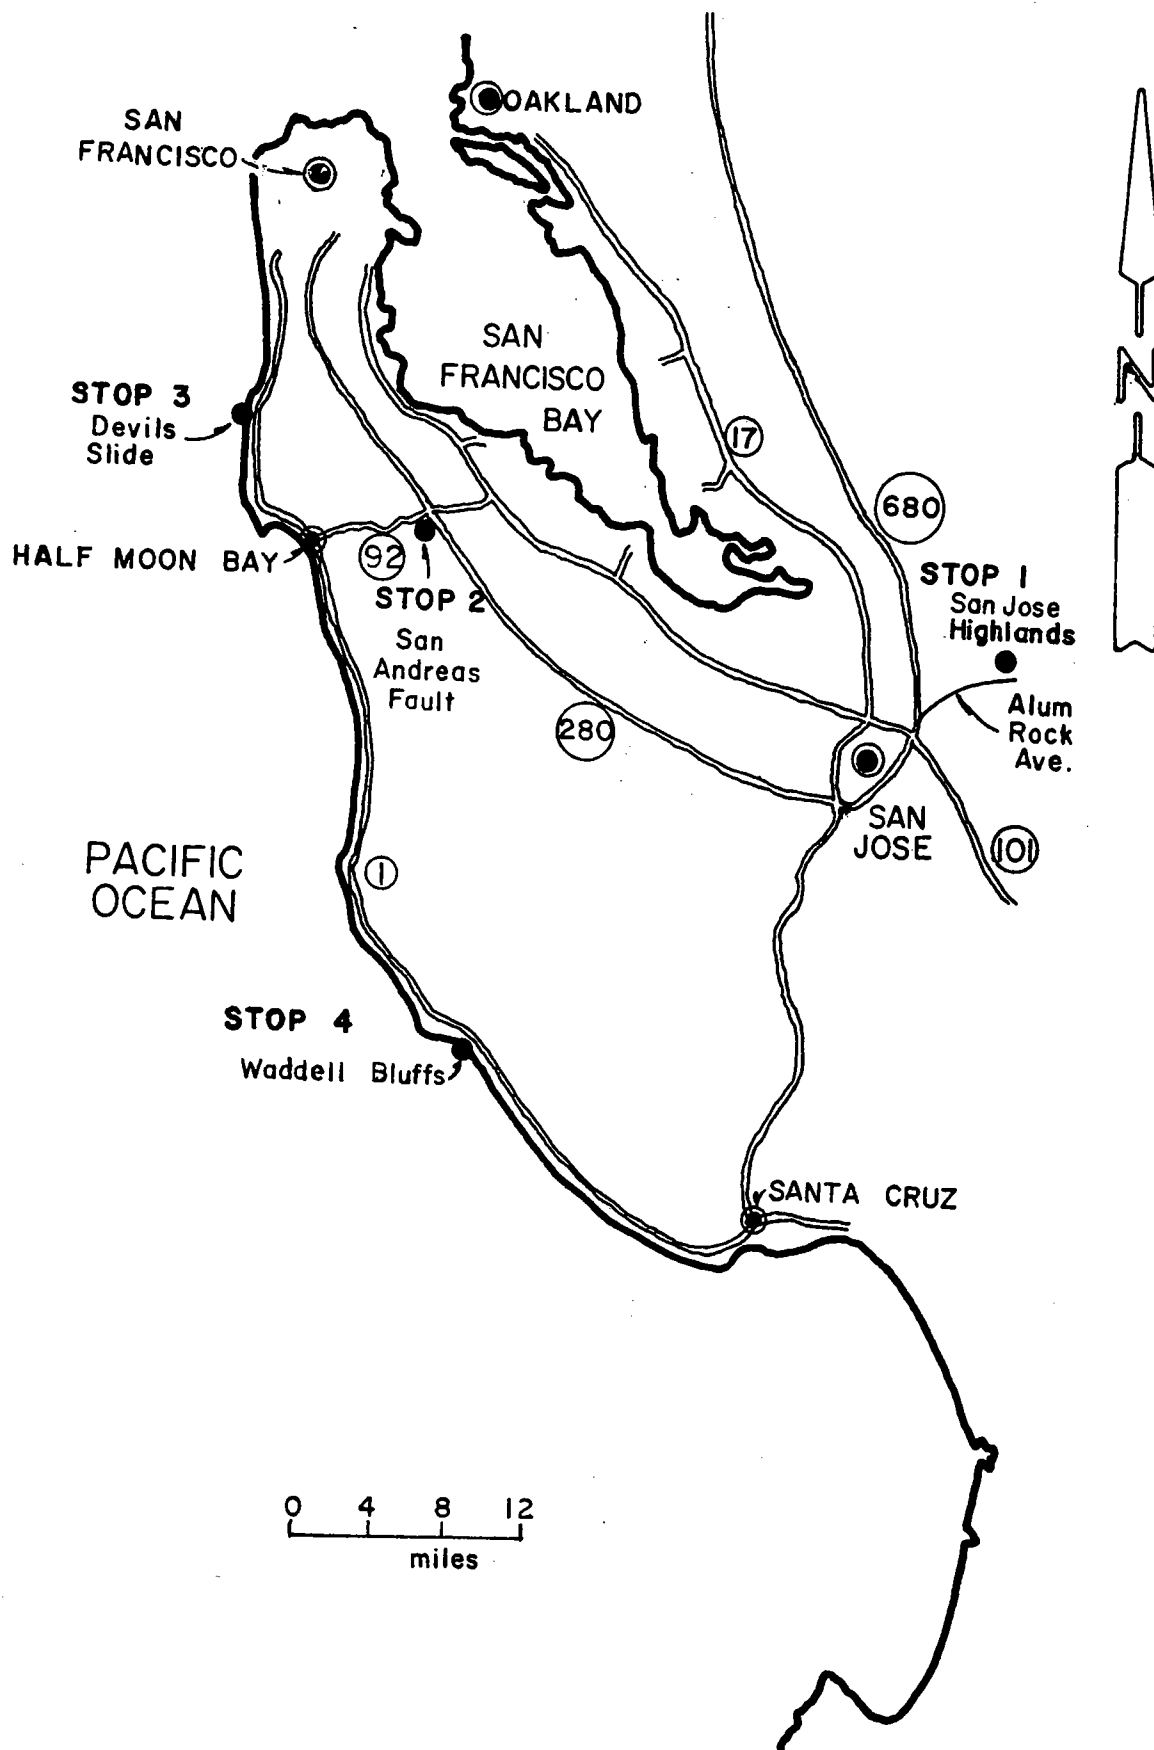 OAKLAND
SAN
FRANCISCO
SAN
FRANCISCO
BAY
N
STOP 3
Devils
Slide
17
680
HALF MOON BAY
92
STOP 2
San
Andreas
Fault
STOP 1
San Jose
Highlands
Alum
Rock
Ave.
280
SAN
JOSE
101
PACIFIC
OCEAN
1
STOP 4
Waddell Bluffs
SANTA CRUZ
0 4 8 12
miles